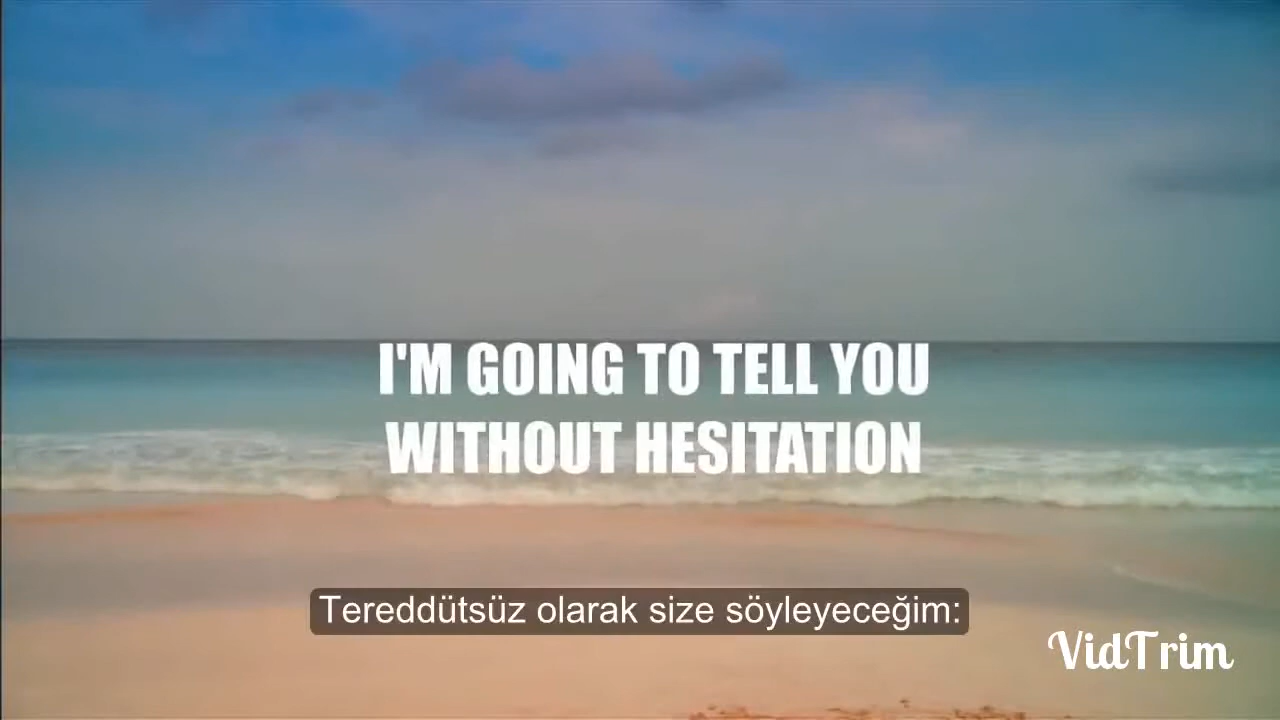 I'M GOING TO TELL YOU
WITHOUT HESITATION
Tereddütsüz olarak size söyleyeceğim:
VidTrim